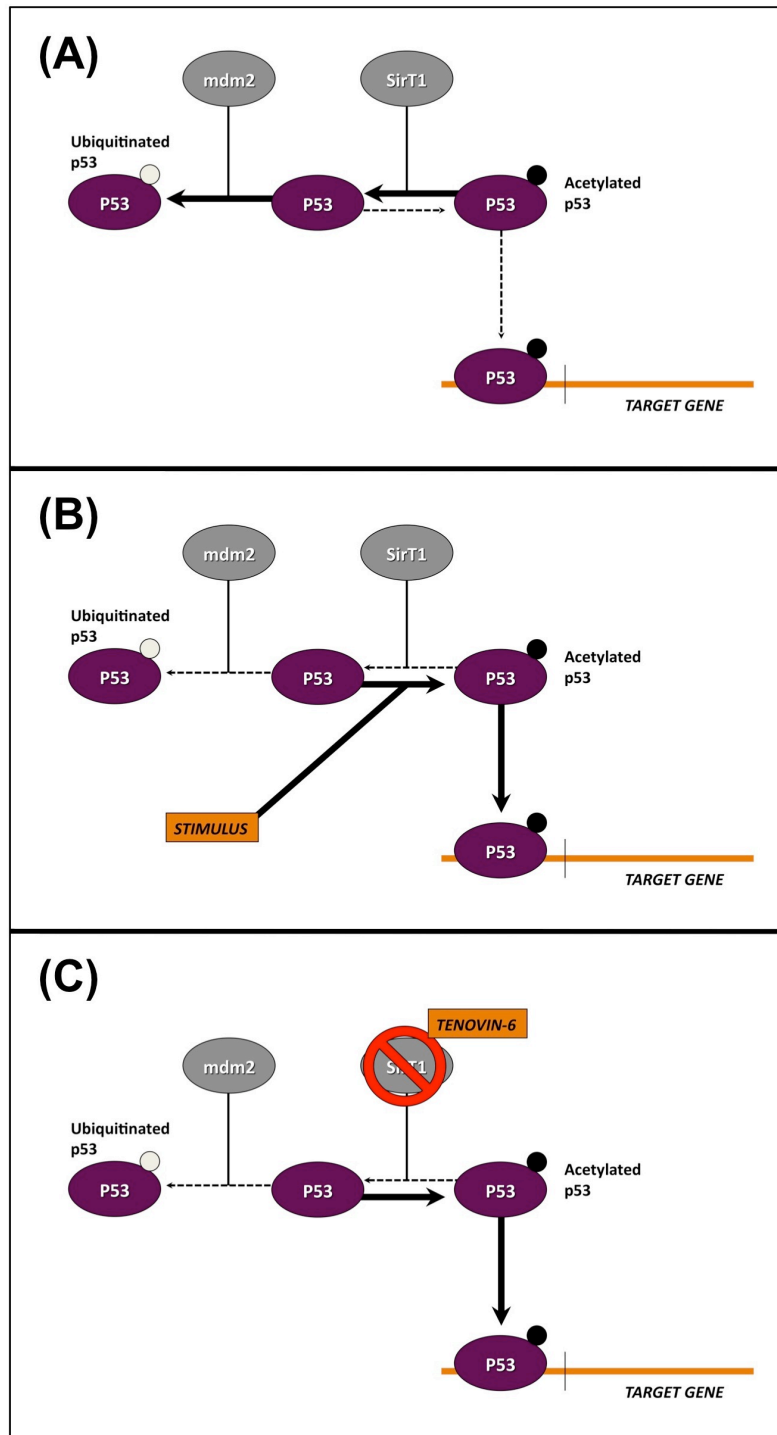 (A)
mdm2
SirT1
Ubiquitinated
p53
P53
P53
P53
Acetylated
p53
P53
TARGET GENE
(B)
mdm2
SirT1
Ubiquitinated
p53
P53
P53
P53
Acetylated
p53
STIMULUS
P53
TARGET GENE
(C)
TENOVIN-6
mdm2
SirT1
Ubiquitinated
p53
P53
P53
P53
Acetylated
p53
P53
TARGET GENE